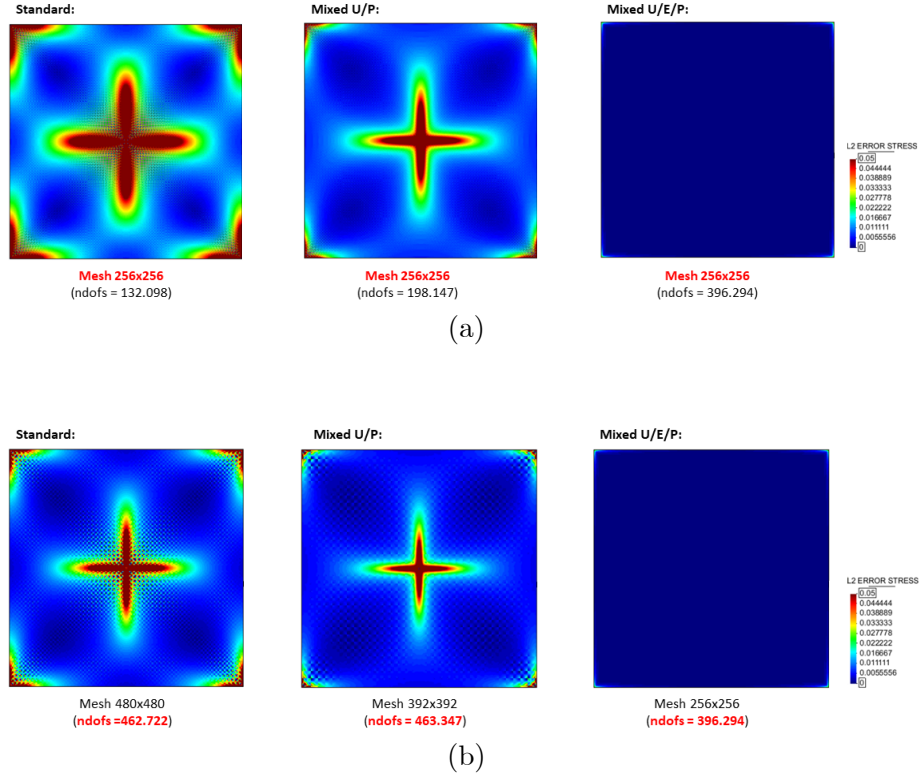 Standard:
Mixed U/P:
Mixed U/E/P:
L2 ERROR STRESS
0.05
0.044444
0.038889
0.033333
0.027778
0.022222
0.016667
0.011111
0.0055556
0
Mesh 256x256
(ndofs = 132.098)
Mesh 256x256
(ndofs = 198.147)
Mesh 256x256
(ndofs = 396.294)
(a)
Standard:
Mixed U/P:
Mixed U/E/P:
L2 ERROR STRESS
0.05
0.044444
0.038889
0.033333
0.027778
0.022222
0.016667
0.011111
0.0055556
0
Mesh 480x480
(ndofs =462.722)
Mesh 392x392
(ndofs = 463.347)
Mesh 256x256
(ndofs = 396.294)
(b)